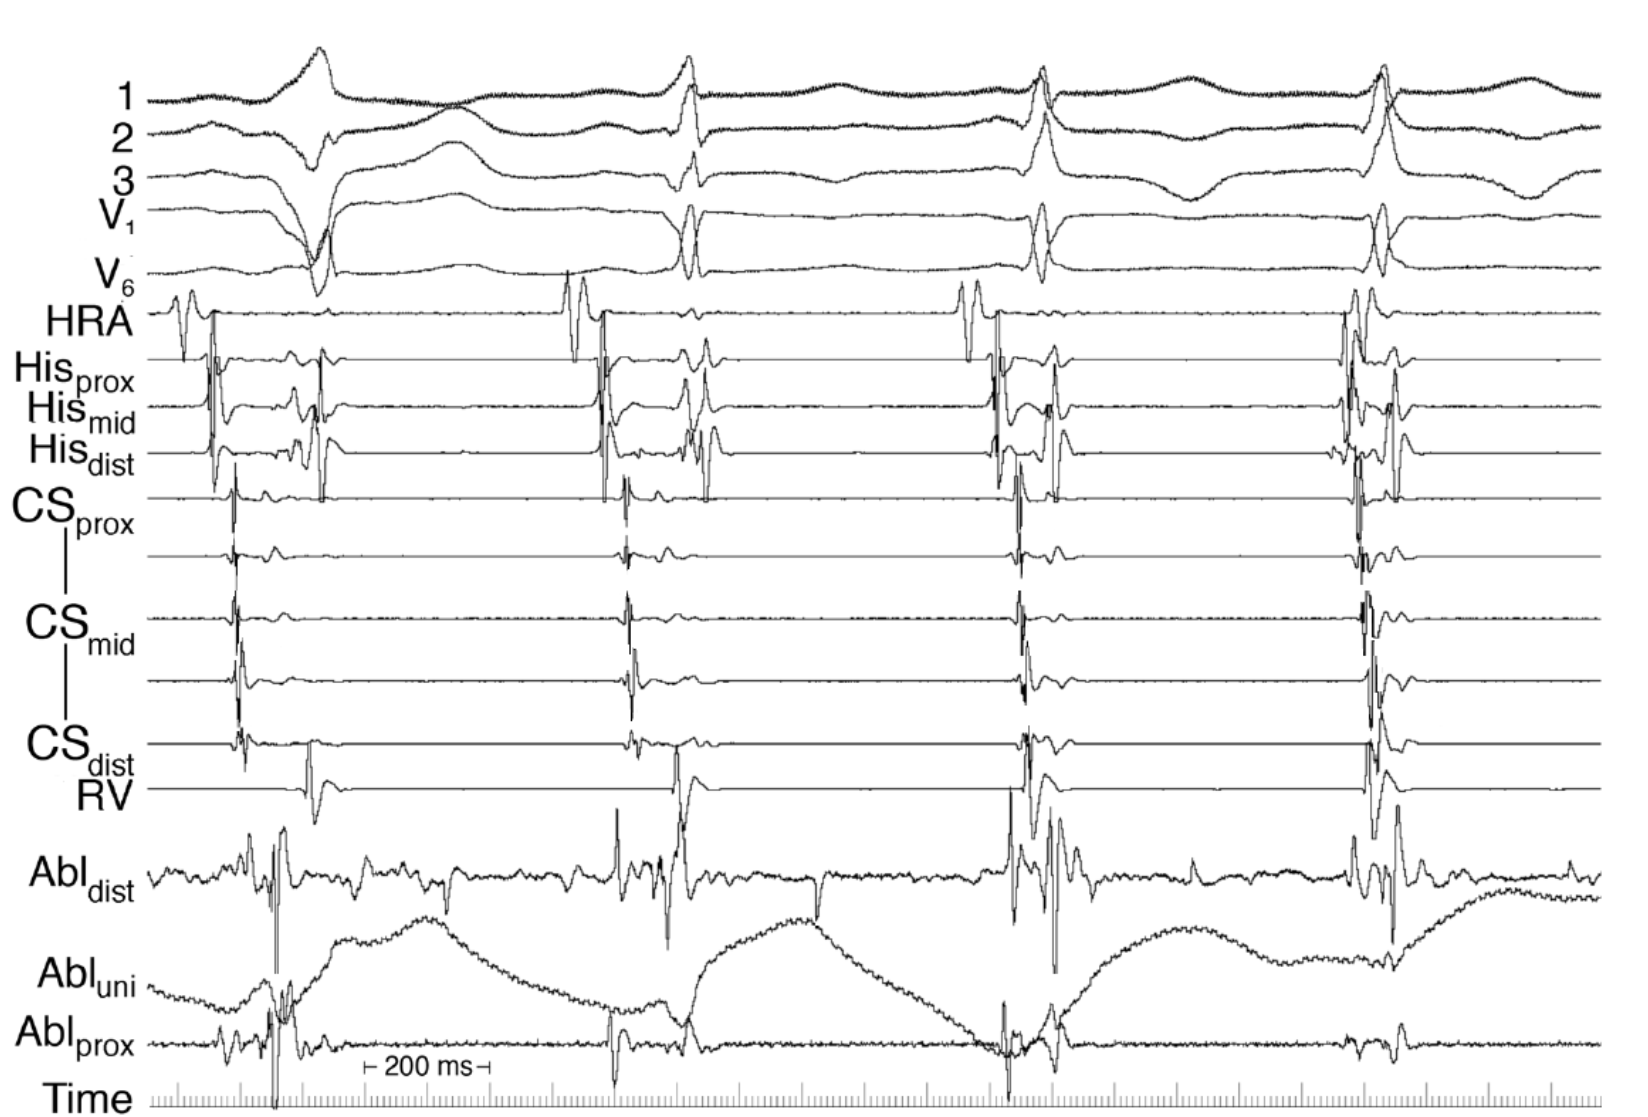 1
2
3
V1
V6
HRA
Hisprox
Hismid
Hisdist
CSprox
CSmid
CSdist
RV
Abldist
Abluni
Ablprox
200 ms
Time